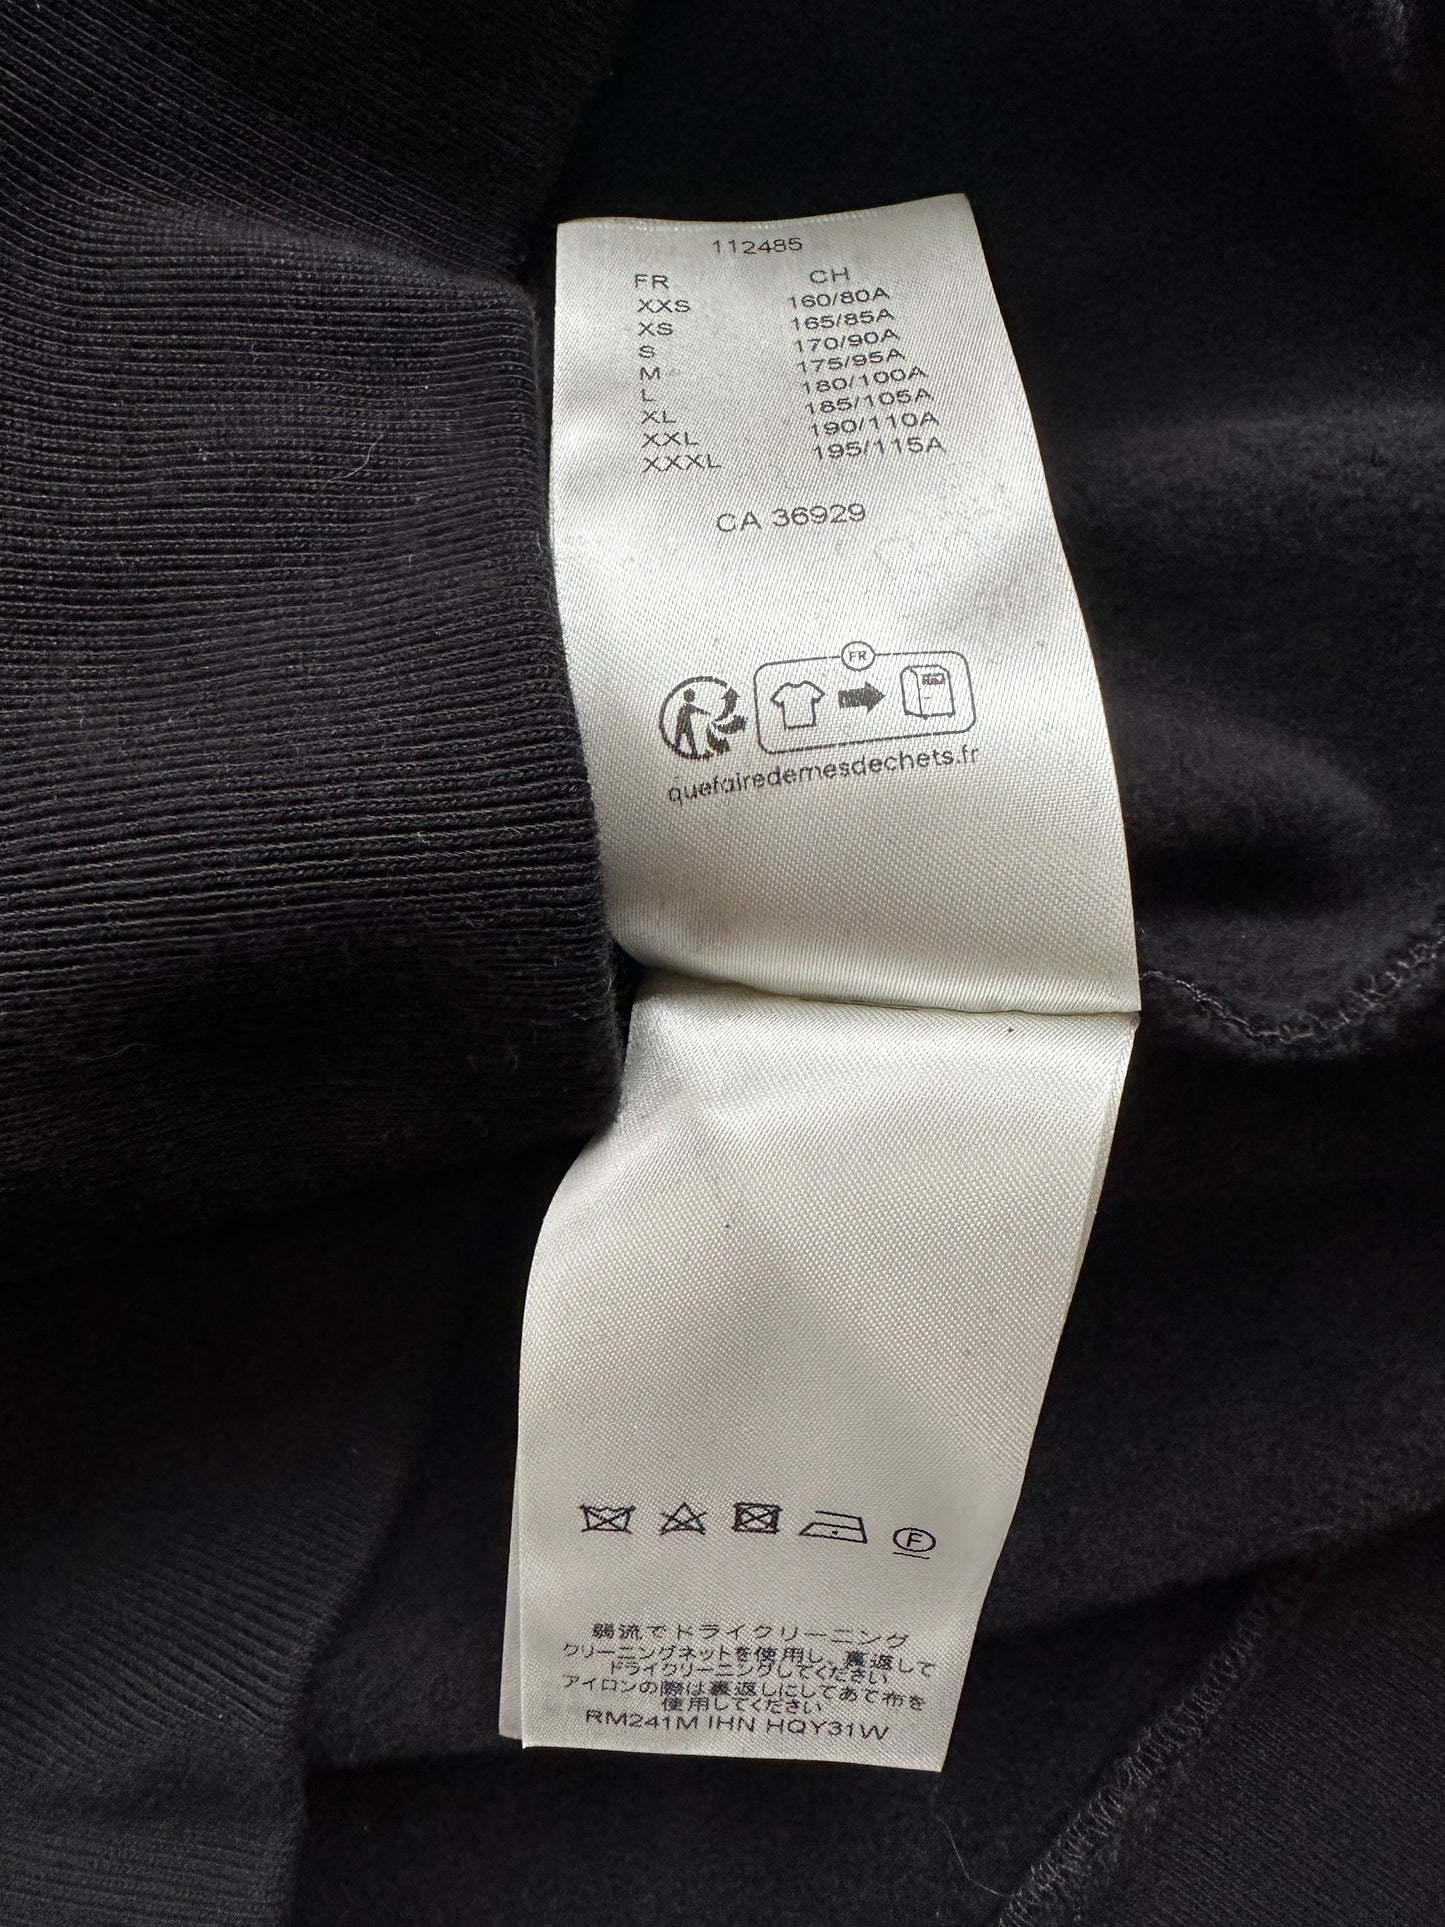 112485
FR CH
XXS 160/80A
XS 165/85A
S 170/90A
M 175/95A
L 180/100A
XL 185/105A
XXL 190/110A
XXXL 195/115A
CA 36929
FR
quefairedemesdechets.fr
F
弱流でドライクリーニング
クリーニングネットを使用し、裏返して
ドライクリーニングしてください
アイロンの際は裏返しにしてあて布を
使用してください
RM241M IHN HQY31W